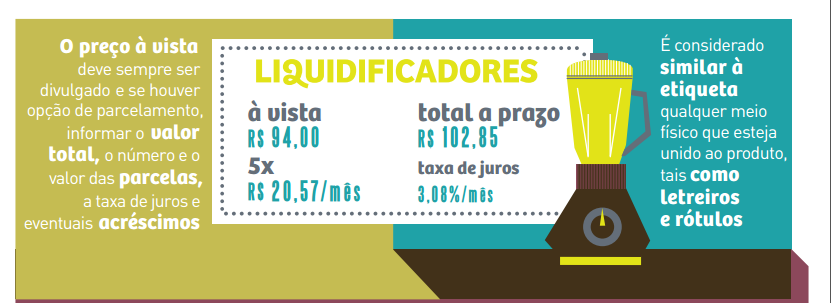 O preço à vista
deve sempre ser
divulgado e se houver
opção de parcelamento,
informar o valor
total, o número e o
valor das parcelas,
a taxa de juros e
eventuais acréscimos
LIQUIDIFICADORES
à vista
R$ 94,00
5x
R$ 20,57/mês
total a prazo
R$ 102,85
taxa de juros
3,08%/mês
É considerado
similar à
etiqueta
qualquer meio
físico que esteja
unido ao produto,
tais como
letreiros
e rótulos